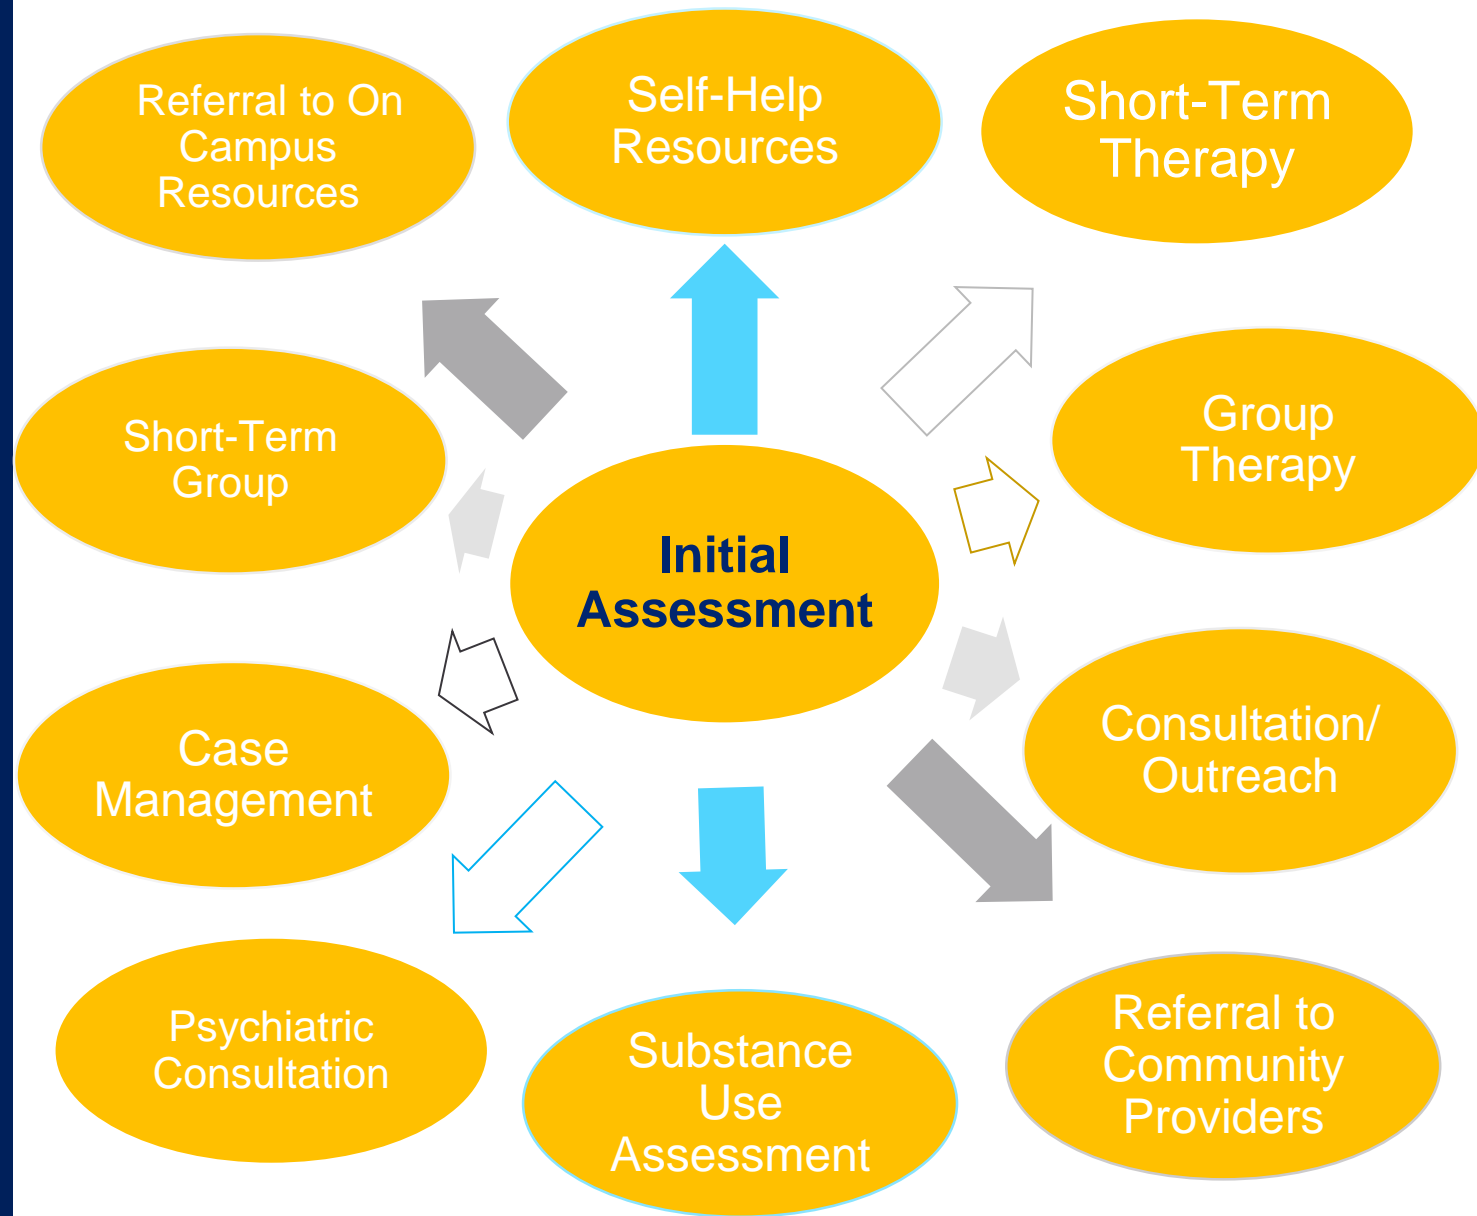 Referral to On
Campus
Resources
Self-Help
Resources
Short-Term
Therapy
Short-Term
Group
Group
Therapy
Initial
Assessment
Case
Management
Consultation/
Outreach
Psychiatric
Consultation
Substance
Use
Assessment
Referral to
Community
Providers